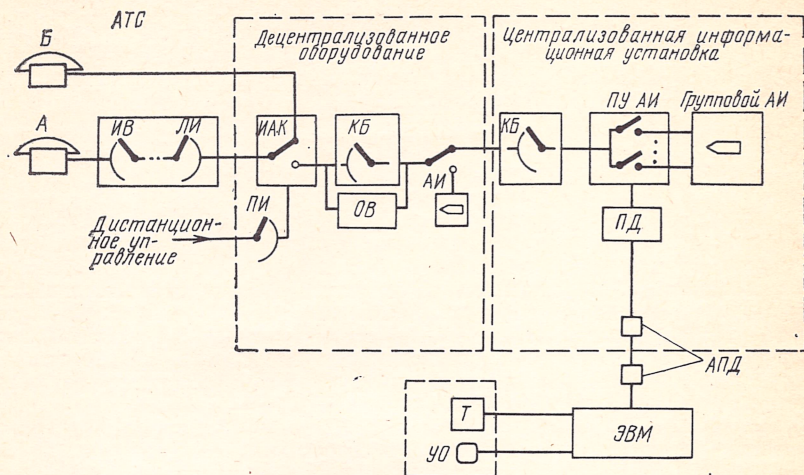 АТС
Б
А
ИВ
ЛИ
Децентрализованное
оборудование
ИАК
КБ
ОВ
АИ
ПИ
Дистанцион-
ное уп-
равление
Централизованная информа-
ционная установка
КБ
ПУ АИ
Групповой АИ
ПД
АПД
Т
УО
ЭВМ